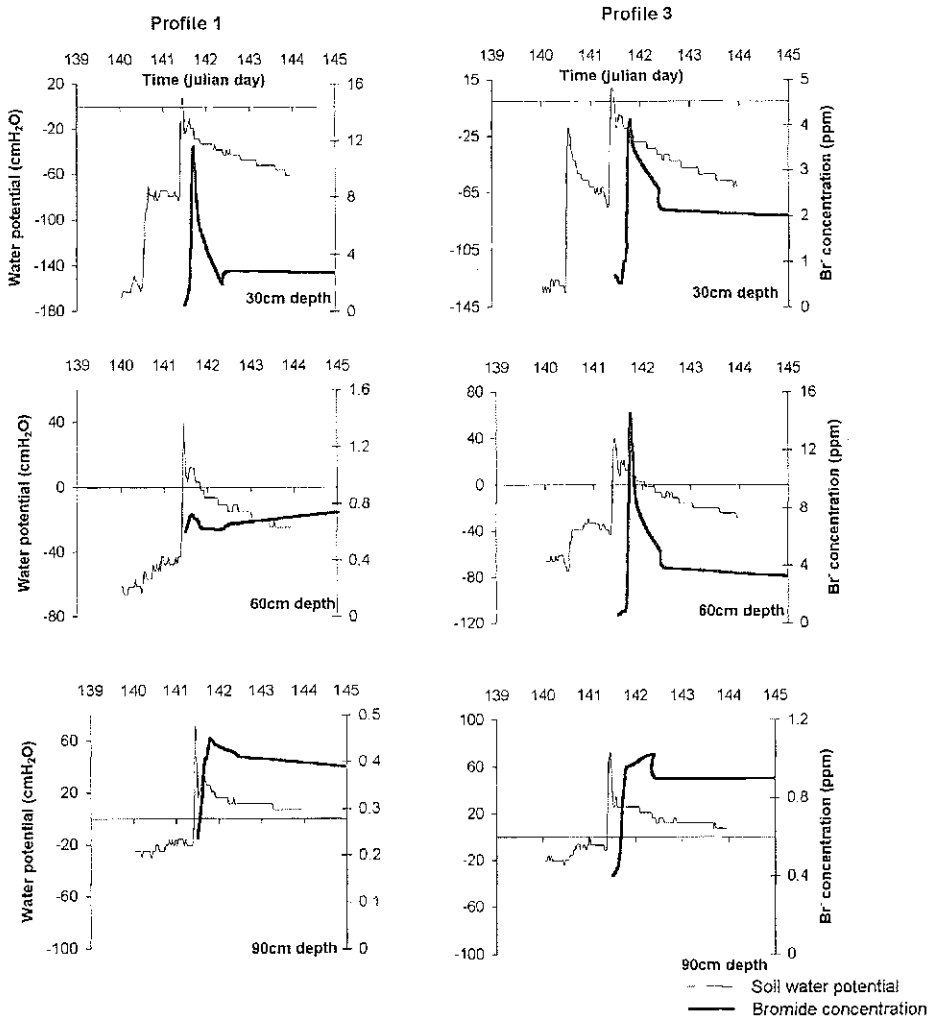 Profile 1
139 140 141 142 143 144 145
Time (julian day)
20
-20
-60
-100
-140
-180
Water potential (cmH₂O)
16
12
8
4
0
30cm depth
Profile 3
139 140 141 142 143 144 145
Time (julian day)
15
-25
-65
-105
-145
5
4
3
2
1
0
Br⁻ concentration (ppm)
30cm depth
139 140 141 142 143 144 145
40
0
-40
-80
Water potential (cmH₂O)
1.6
1.2
0.8
0.4
0
60cm depth
139 140 141 142 143 144 145
80
40
0
-40
-80
-120
16
12
8
4
0
Br⁻ concentration (ppm)
60cm depth
139 140 141 142 143 144 145
60
20
-20
-60
-100
Water potential (cmH₂O)
0.5
0.4
0.3
0.2
0.1
0
90cm depth
139 140 141 142 143 144 145
100
60
20
-20
-60
-100
1.2
0.8
0.4
0
Br⁻ concentration (ppm)
90cm depth
Soil water potential
Bromide concentration